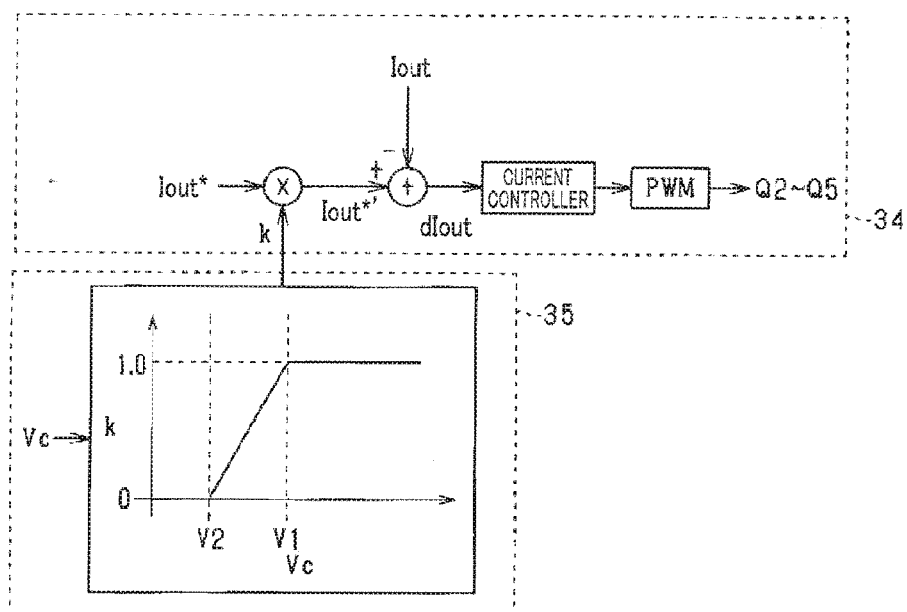 Iout
−
+
Iout*
×
+
CURRENT
CONTROLLER
PWM
Q2~Q5
Iout*'
dIout
k
34
35
1.0
k
Vc
0
V2
V1
Vc